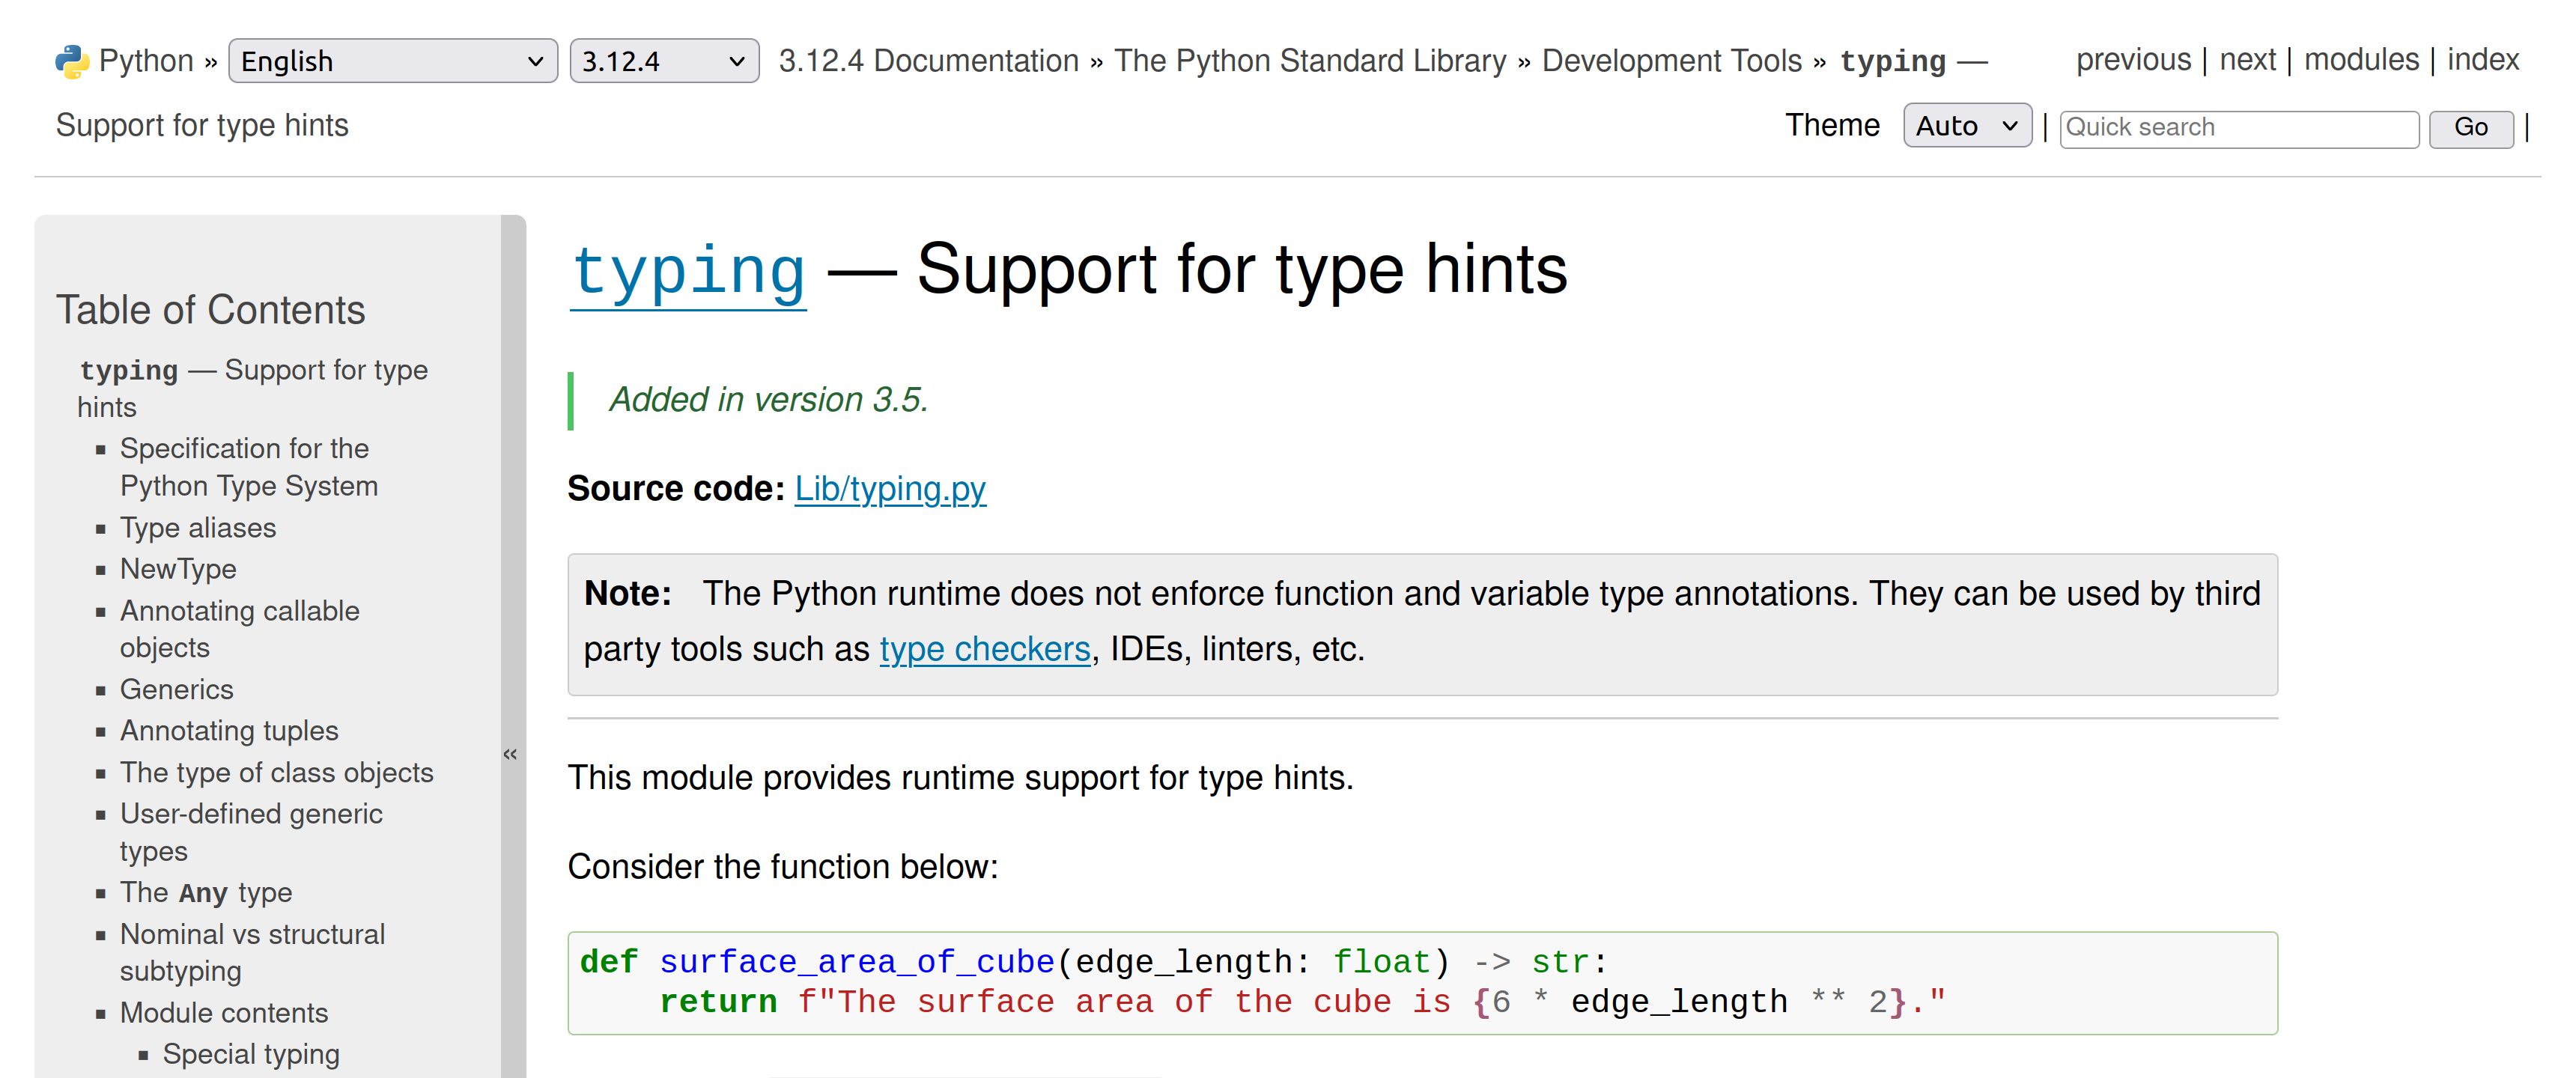 Python » English 3.12.4 3.12.4 Documentation » The Python Standard Library » Development Tools » typing — previous | next | modules | index
Support for type hints Theme Auto | Quick search Go |
Table of Contents
typing — Support for type
hints
▪ Specification for the
Python Type System
▪ Type aliases
▪ NewType
▪ Annotating callable
objects
▪ Generics
▪ Annotating tuples
▪ The type of class objects
▪ User-defined generic
types
▪ The Any type
▪ Nominal vs structural
subtyping
▪ Module contents
▪ Special typing
«
typing — Support for type hints
Added in version 3.5.
Source code: Lib/typing.py
Note: The Python runtime does not enforce function and variable type annotations. They can be used by third
party tools such as type checkers, IDEs, linters, etc.
This module provides runtime support for type hints.
Consider the function below:
def surface_area_of_cube(edge_length: float) -> str:
    return f"The surface area of the cube is {6 * edge_length ** 2}."